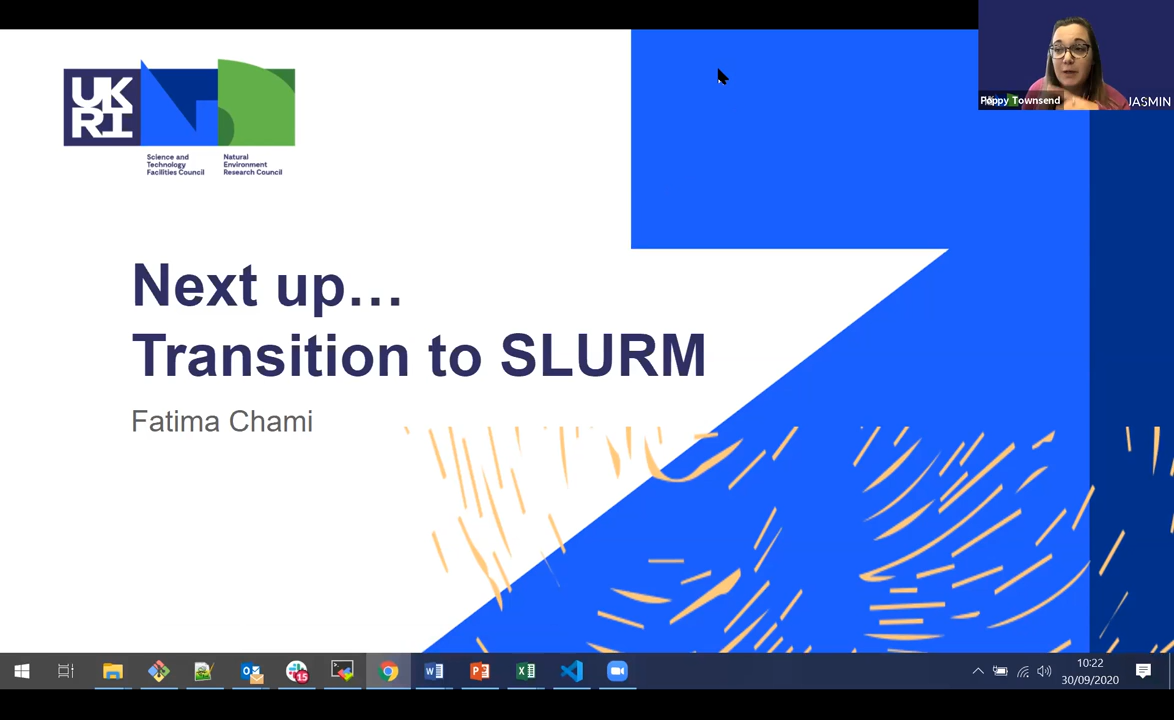 UK
RI
Science and
Technology
Facilities Council
Natural
Environment
Research Council
Poppy Townsend
JASMIN
Next up...
Transition to SLURM
Fatima Chami
15
10:22
30/09/2020